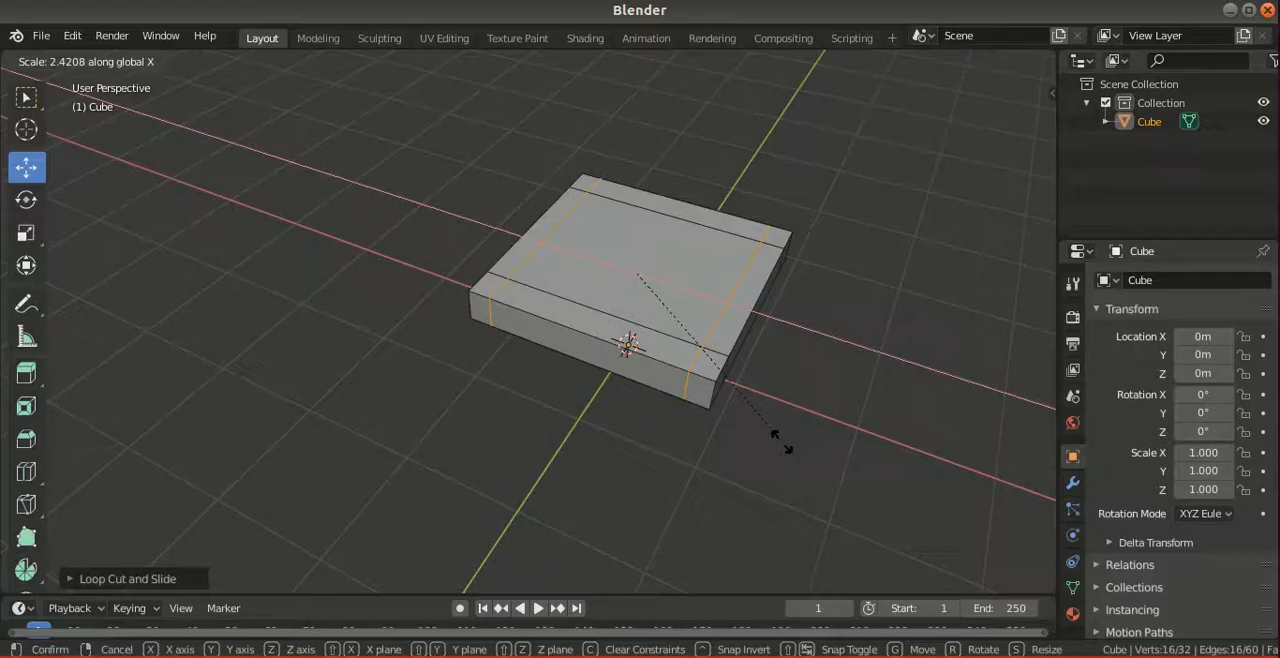 Blender
File Edit Render Window Help Layout Modeling Sculpting UV Editing Texture Paint Shading Animation Rendering Compositing Scripting + Scene View Layer
Scale: 2.4208 along global X
User Perspective
(1) Cube
Scene Collection
Collection
Cube
Cube
Cube
Transform
Location X 0m
Y 0m
Z 0m
Rotation X 0°
Y 0°
Z 0°
Scale X 1.000
Y 1.000
Z 1.000
Rotation Mode XYZ Eule
Delta Transform
Relations
Collections
Instancing
Motion Paths
Loop Cut and Slide
Playback Keying View Marker 1 Start: 1 End: 250
Confirm Cancel X X axis Y Y axis Z Z axis X X plane Y Y plane Z Z plane C Clear Constraints Snap Invert Snap Toggle G Move R Rotate S Resize Cube | Verts:16/32 | Edges:16/60 | Fa